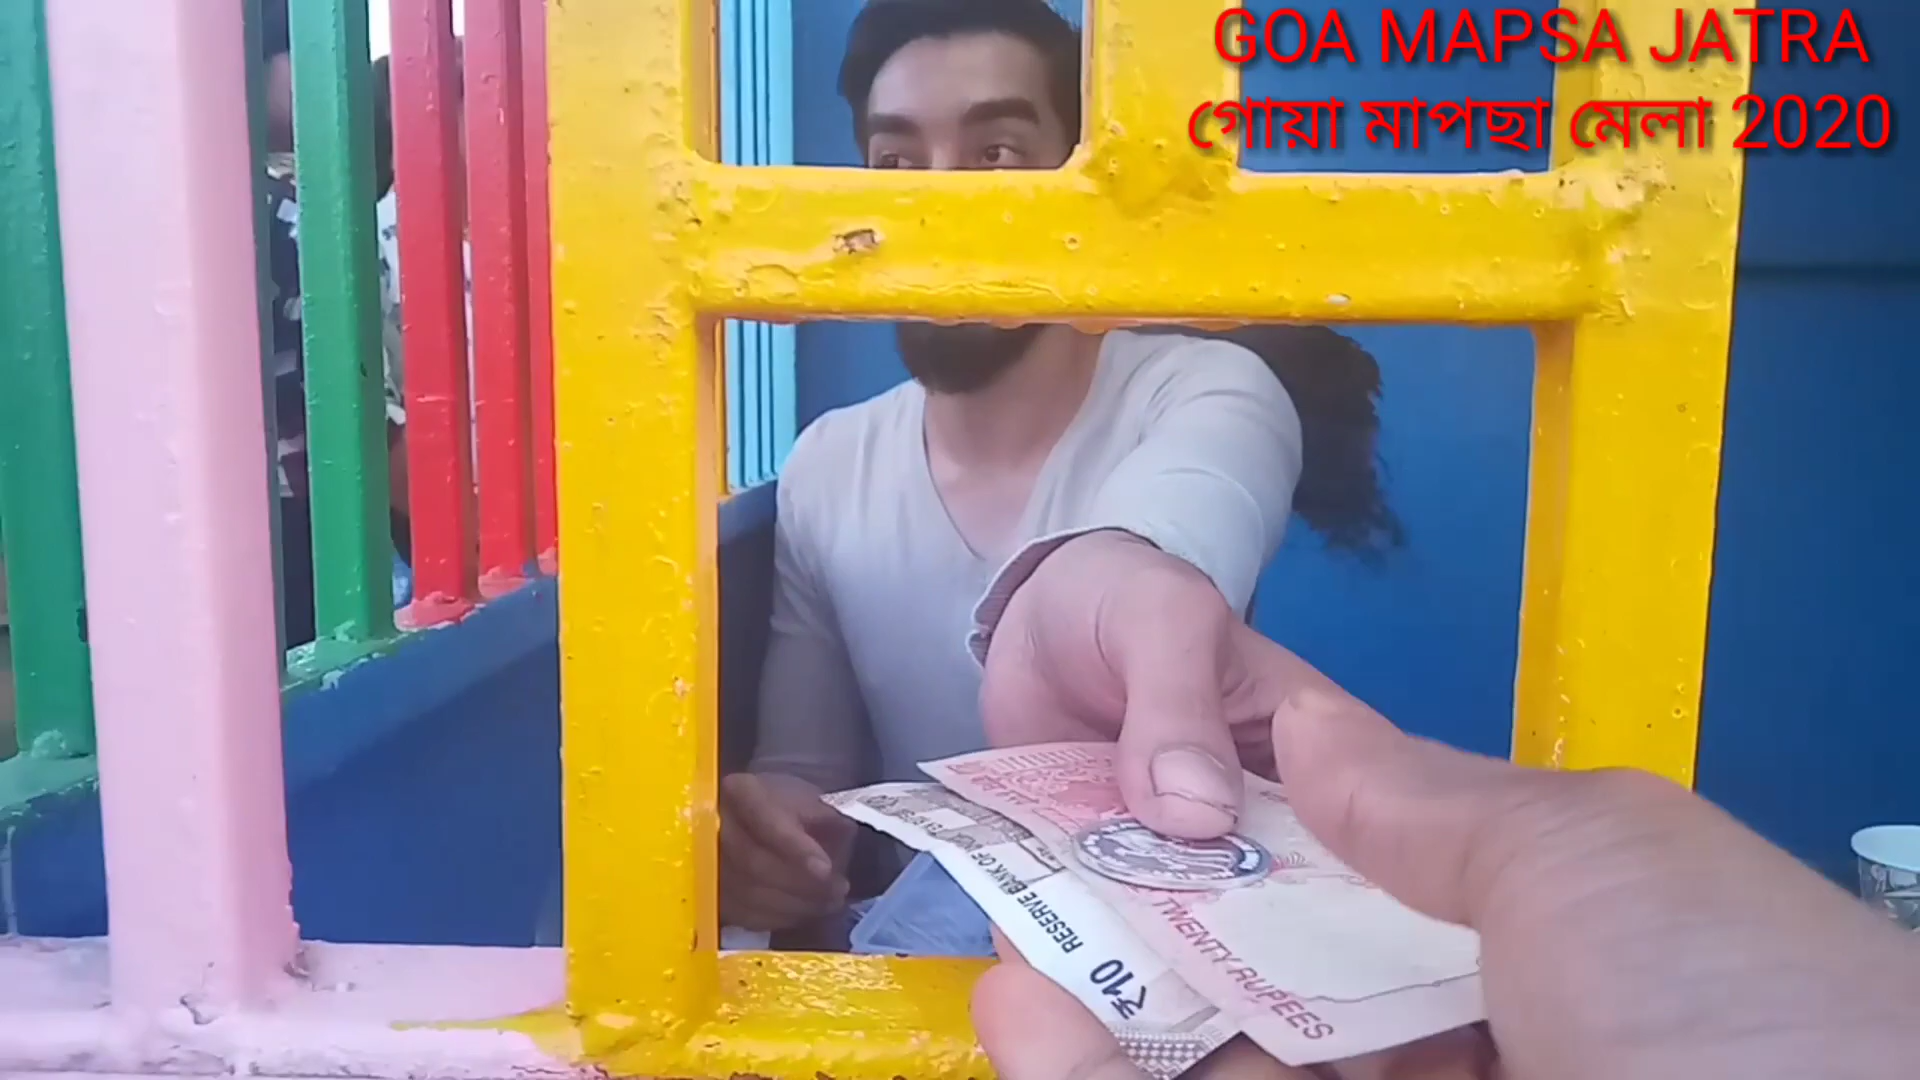 GOA MAPSA JATRA
গোয়া মাপছা মেলা 2020
RESERVE BANK OF INDIA
₹10
TWENTY RUPEES